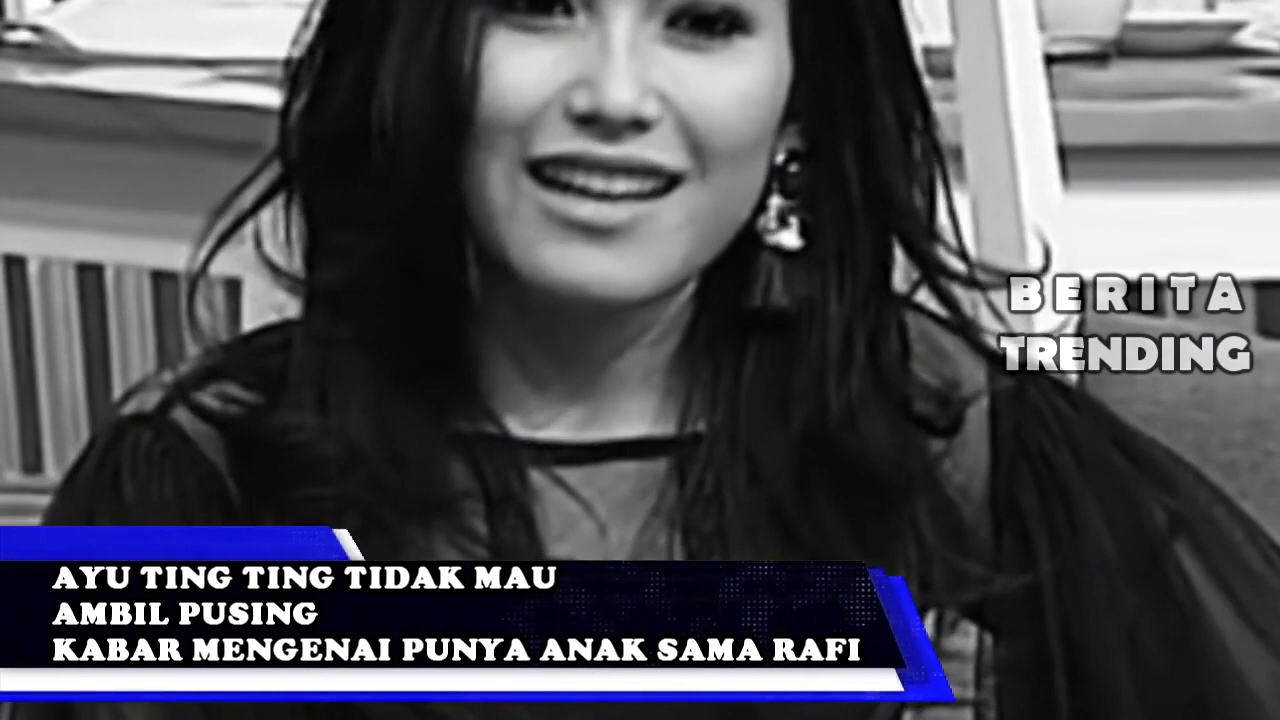 BERITA
TRENDING
AYU TING TING TIDAK MAU
AMBIL PUSING
KABAR MENGENAI PUNYA ANAK SAMA RAFI